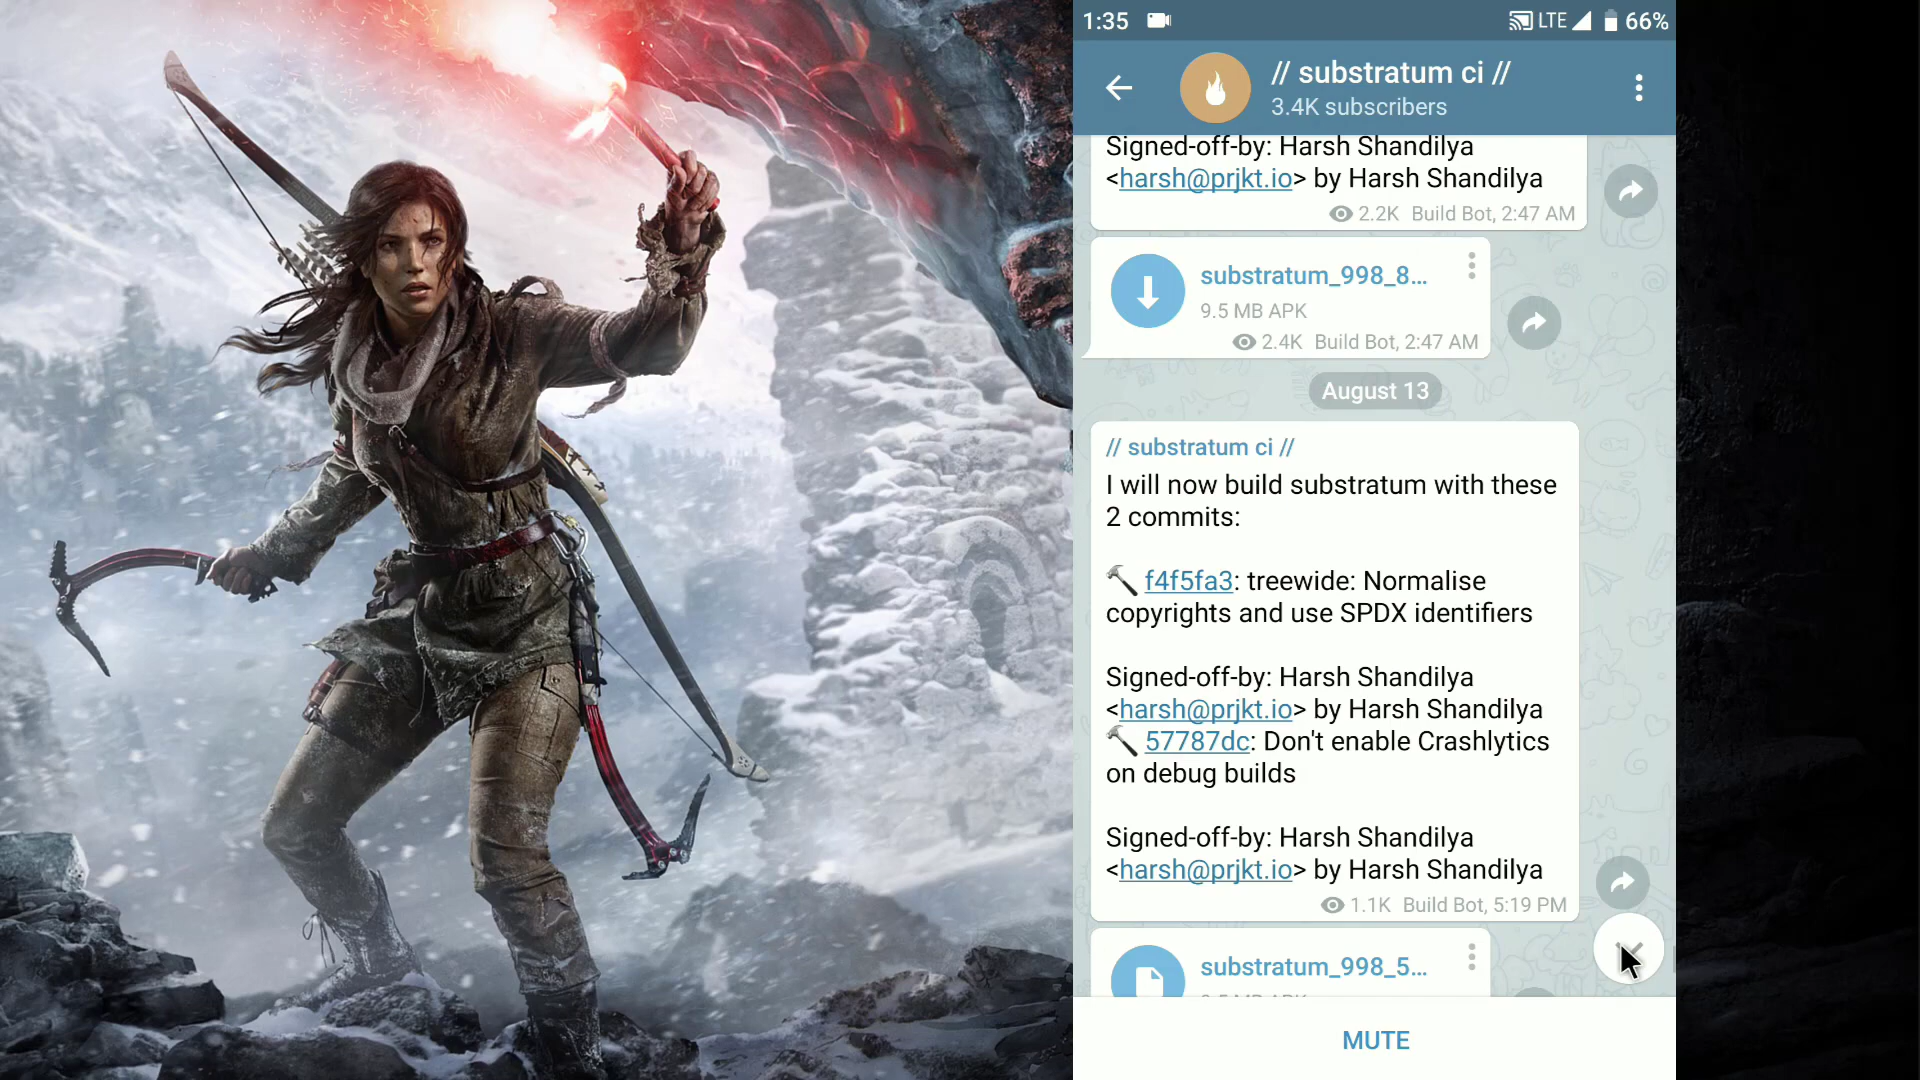 1:35 LTE 66%
// substratum ci //
3.4K subscribers
Signed-off-by: Harsh Shandilya
<harsh@prjkt.io> by Harsh Shandilya
2.2K Build Bot, 2:47 AM
substratum_998_8...
9.5 MB APK
2.4K Build Bot, 2:47 AM
August 13
// substratum ci //
I will now build substratum with these
2 commits:
f4f5fa3: treewide: Normalise
copyrights and use SPDX identifiers
Signed-off-by: Harsh Shandilya
<harsh@prjkt.io> by Harsh Shandilya
57787dc: Don't enable Crashlytics
on debug builds
Signed-off-by: Harsh Shandilya
<harsh@prjkt.io> by Harsh Shandilya
1.1K Build Bot, 5:19 PM
substratum_998_5...
MUTE